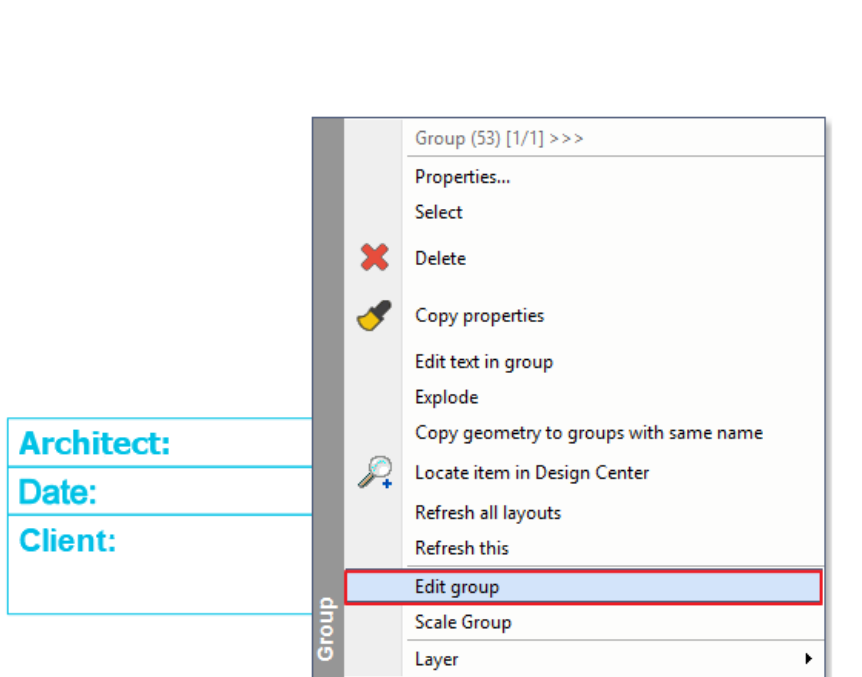 Group (53) [1/1] >>>
Properties...
Select
Delete
Copy properties
Edit text in group
Explode
Copy geometry to groups with same name
Locate item in Design Center
Refresh all layouts
Refresh this
Edit group
Scale Group
Layer
Group
Architect:
Date:
Client: